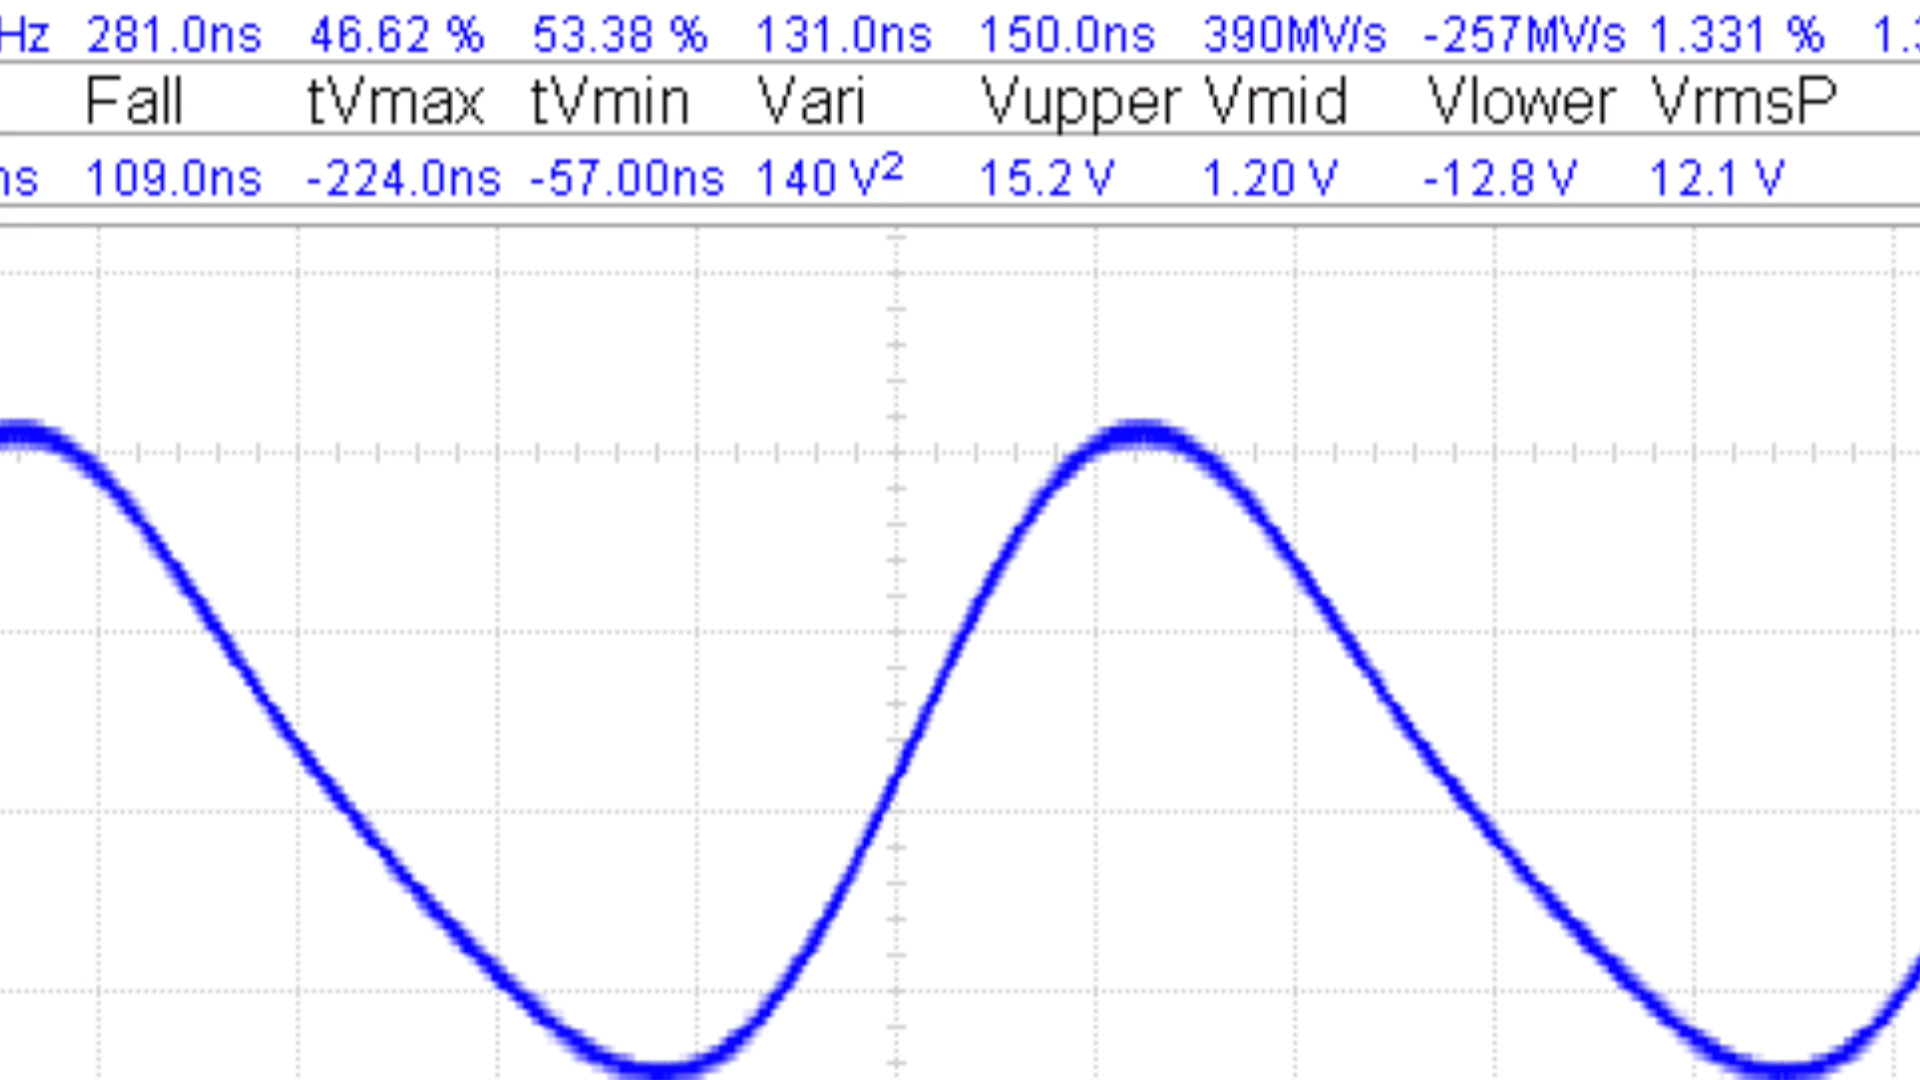 Hz 281.0ns 46.62 % 53.38 % 131.0ns 150.0ns 390MV/s -257MV/s 1.331 % 1.3
Fall tVmax tVmin Vari Vupper Vmid Vlower VrmsP
ns 109.0ns -224.0ns -57.00ns 140 V² 15.2 V 1.20 V -12.8 V 12.1 V